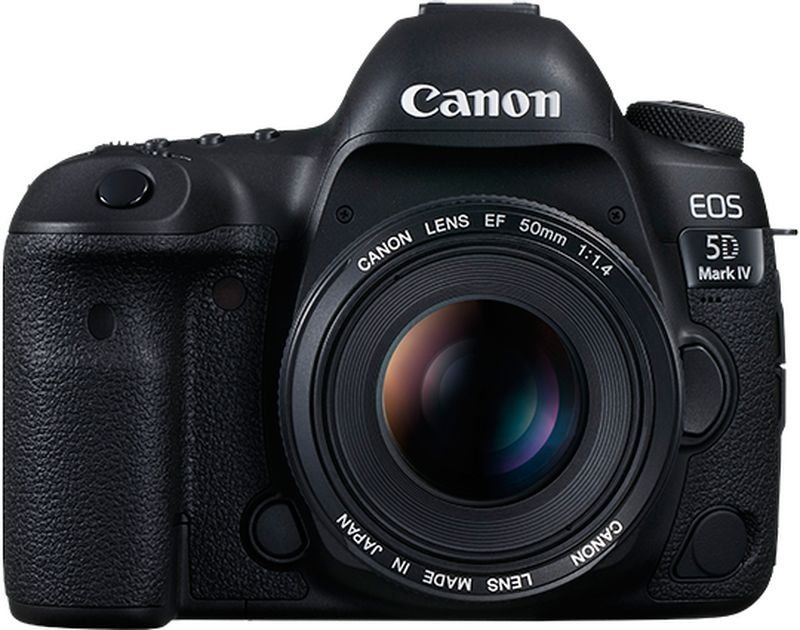 Canon
EOS
5D
Mark IV
CANON LENS EF 50mm 1:1.4
CANON LENS MADE IN JAPAN